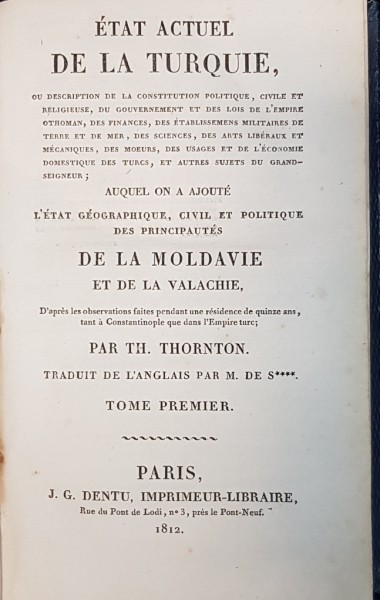 ÉTAT ACTUEL
DE LA TURQUIE,
OU DESCRIPTION DE LA CONSTITUTION POLITIQUE, CIVILE ET
RELIGIEUSE, DU GOUVERNEMENT ET DES LOIS DE L'EMPIRE
OTHOMAN, DES FINANCES, DES ÉTABLISSEMENS MILITAIRES DE
TERRE ET DE MER, DES SCIENCES, DES ARTS LIBÉRAUX ET
MÉCANIQUES, DES MOEURS, DES USAGES ET DE L'ÉCONOMIE
DOMESTIQUE DES TURCS, ET AUTRES SUJETS DU GRAND-
SEIGNEUR;
AUQUEL ON A AJOUTÉ
L'ÉTAT GÉOGRAPHIQUE, CIVIL ET POLITIQUE
DES PRINCIPAUTÉS
DE LA MOLDAVIE
ET DE LA VALACHIE,
D'après les observations faites pendant une résidence de quinze ans,
tant à Constantinople que dans l'Empire turc;
PAR TH. THORNTON.
TRADUIT DE L'ANGLAIS PAR M. DE S****.
TOME PREMIER.
PARIS,
J. G. DENTU, IMPRIMEUR-LIBRAIRE,
Rue du Pont de Lodi, nº 3, près le Pont-Neuf.
1812.